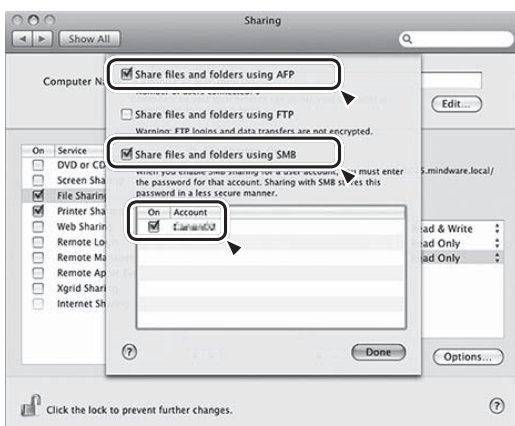 Sharing
Show All
Computer N
Edit...
Share files and folders using AFP
Share files and folders using FTP
Warning: FTP logins and data transfers are not encrypted.
Share files and folders using SMB
When you enable SMB sharing for a user account, you must enter
the password for that account. Sharing with SMB stores this
password in a less secure manner.
5.mindware.local/
On Account
On Service
DVD or CD
Screen Sha
File Sharing
Printer Sha
Web Sharin
Remote Lo
Remote Ma
Remote Ap
Xgrid Shari
Internet Sh
ead & Write
ead Only
ead Only
? Done
Options...
Click the lock to prevent further changes.
?